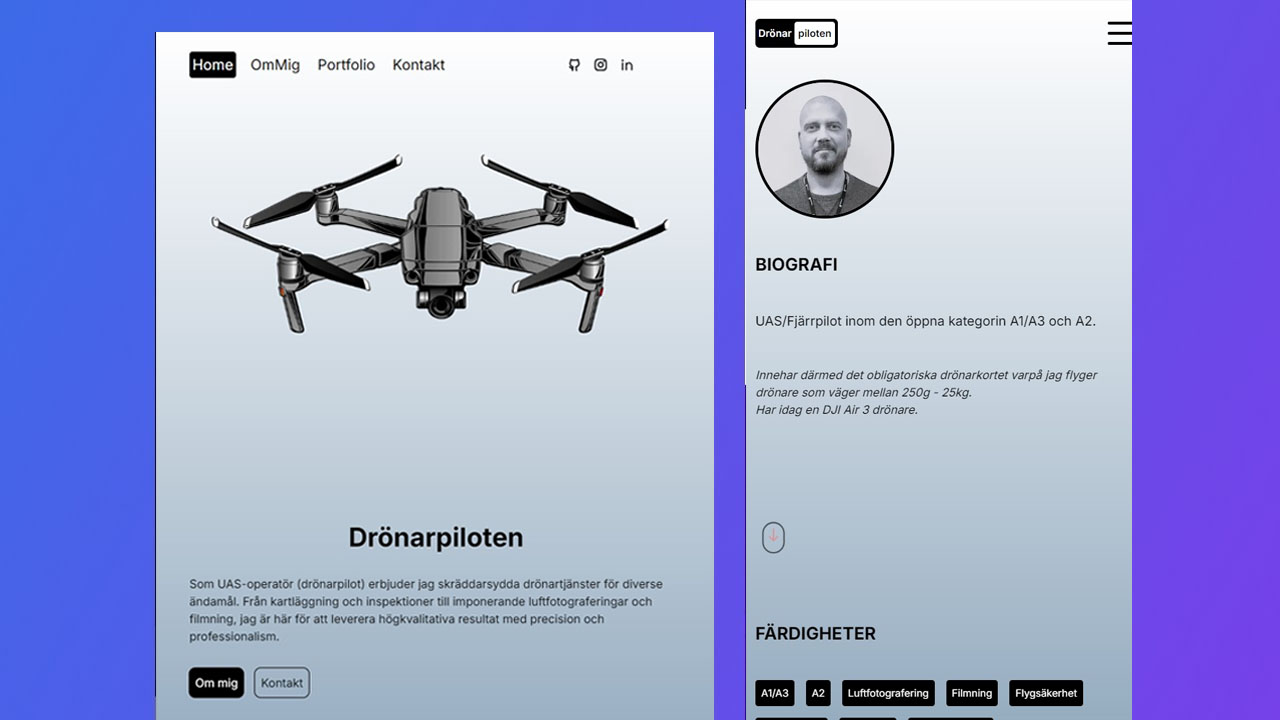 Home OmMig Portfolio Kontakt
Drönarpiloten
Som UAS-operatör (drönarpilot) erbjuder jag skräddarsydda drönartjänster för diverse
ändamål. Från kartläggning och inspektioner till imponerande luftfotograferingar och
filmning, jag är här för att leverera högkvalitativa resultat med precision och
professionalism.
Om mig Kontakt
Drönar piloten
BIOGRAFI
UAS/Fjärrpilot inom den öppna kategorin A1/A3 och A2.
Innehar därmed det obligatoriska drönarkortet varpå jag flyger
drönare som väger mellan 250g - 25kg.
Har idag en DJI Air 3 drönare.
FÄRDIGHETER
A1/A3 A2 Luftfotografering Filmning Flygsäkerhet